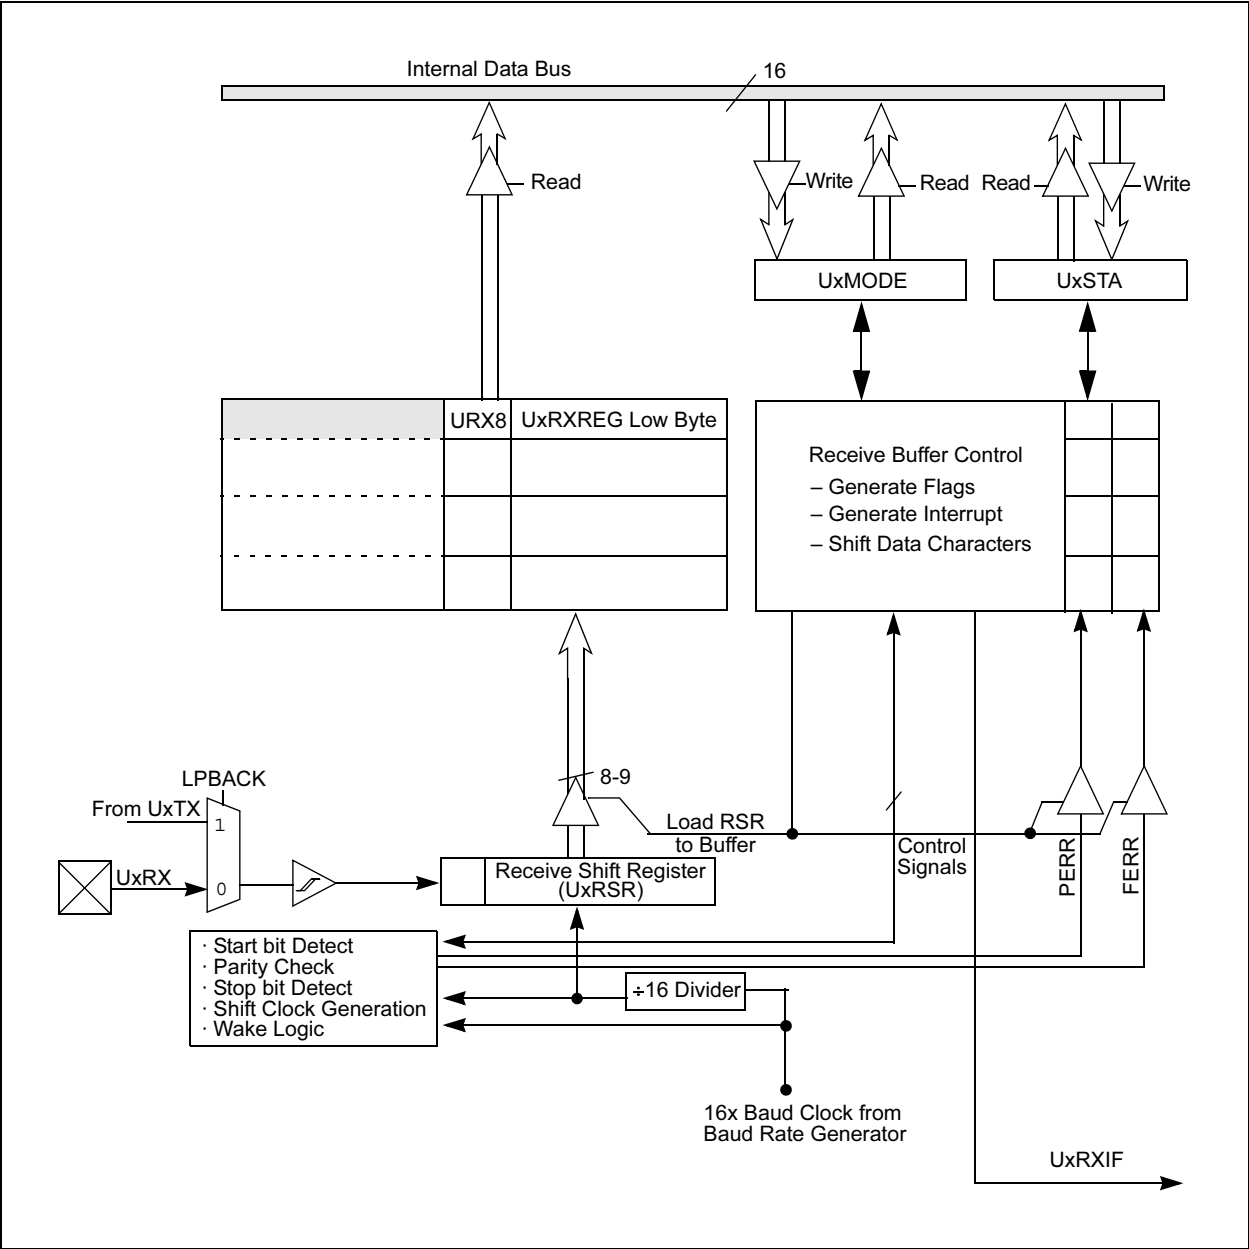 Internal Data Bus
16
Read
Write
Read
Read
Write
UxMODE
UxSTA
URX8
UxRXREG Low Byte
Receive Buffer Control
– Generate Flags
– Generate Interrupt
– Shift Data Characters
LPBACK
From UxTX
1
8-9
Load RSR
to Buffer
Control
Signals
PERR
FERR
UxRX
0
Receive Shift Register
(UxRSR)
· Start bit Detect
· Parity Check
· Stop bit Detect
· Shift Clock Generation
· Wake Logic
÷16 Divider
16x Baud Clock from
Baud Rate Generator
UxRXIF